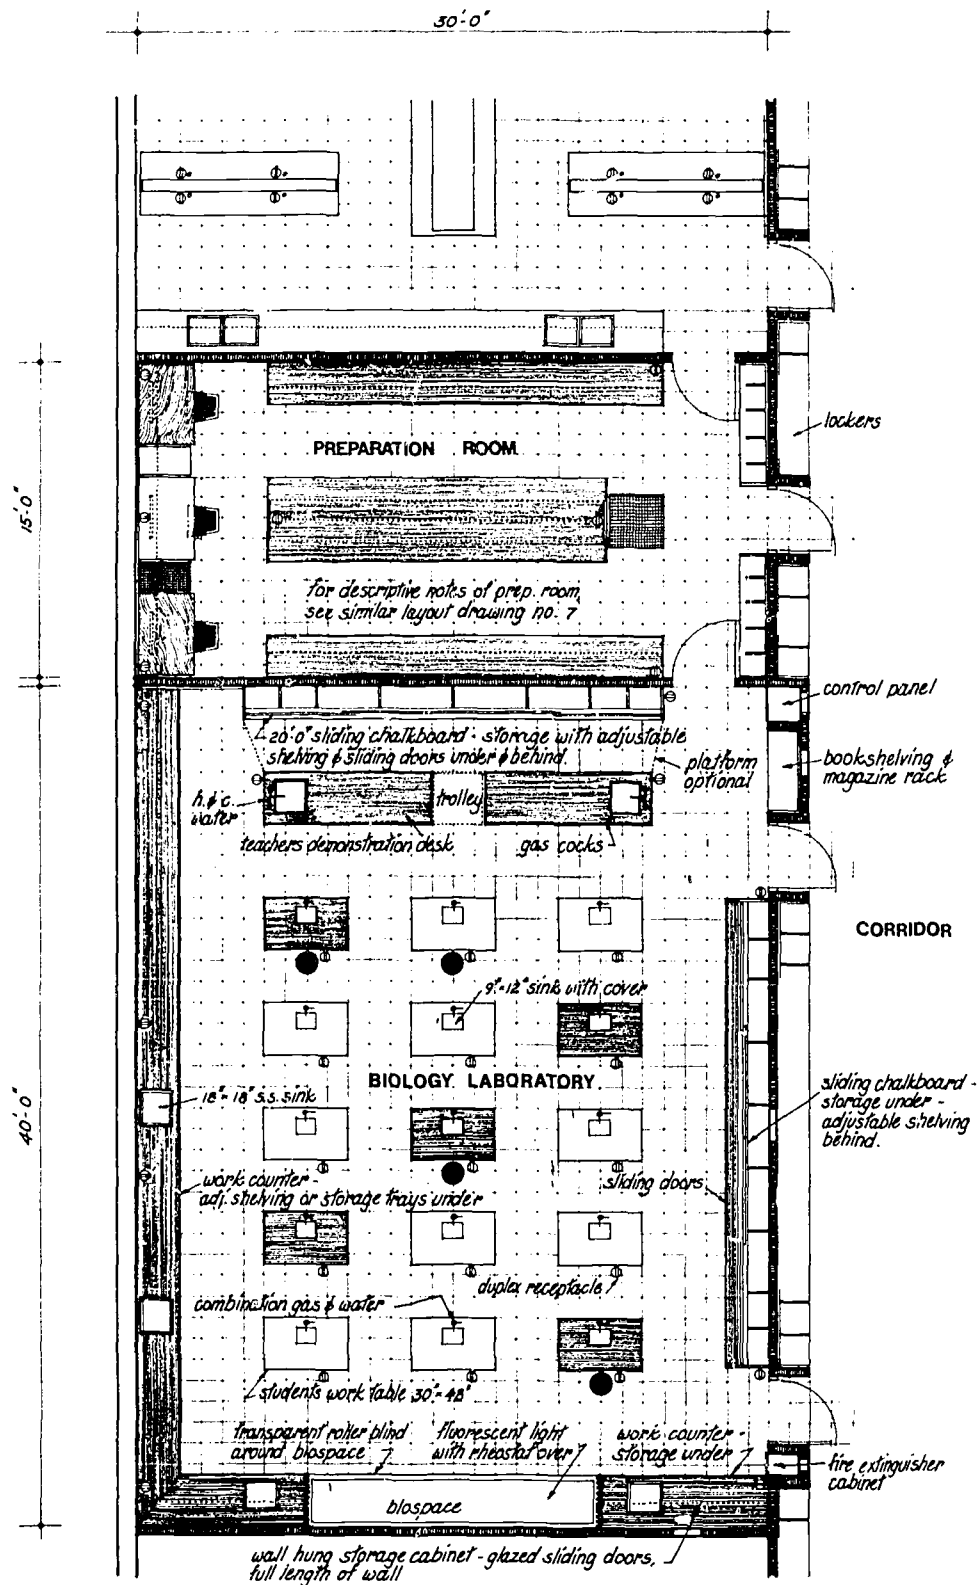 30'-0"
15'-0"
lockers
PREPARATION ROOM
for descriptive notes of prep. room
see similar layout drawing no. 7
control panel
20'-0" sliding chalkboard - storage with adjustable
shelving & sliding doors under & behind.
platform
optional
bookshelving &
magazine rack
h. & c.
water
trolley
teachers demonstration desk
gas cocks
CORRIDOR
9"-12" sink with cover
40'-0"
BIOLOGY LABORATORY
18"-18" s.s. sink
sliding chalkboard -
storage under -
adjustable shelving
behind.
work counter -
adj. shelving or storage trays under
sliding doors
duplex receptacle
combination gas & water
students work table 30"-48"
transparent roller blind
around biospace
fluorescent light
with rheostat over
work counter -
storage under
fire extinguisher
cabinet
biospace
wall hung storage cabinet - glazed sliding doors,
full length of wall